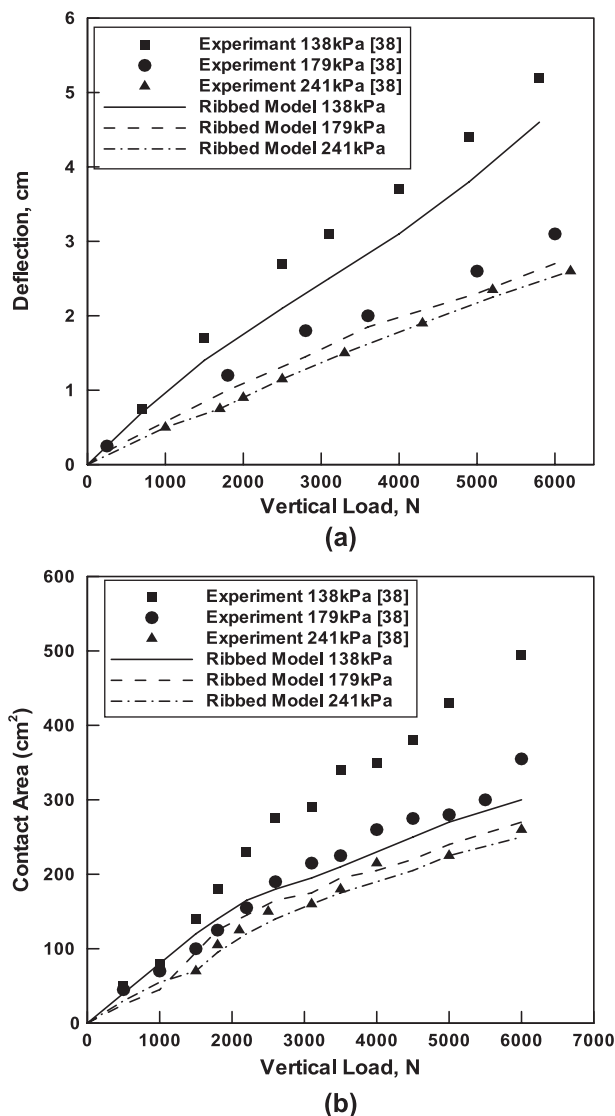 6
5
4
3
2
1
0
Deflection, cm
Experimant 138kPa [38]
Experiment 179kPa [38]
Experiment 241kPa [38]
Ribbed Model 138kPa
Ribbed Model 179kPa
Ribbed Model 241kPa
0 1000 2000 3000 4000 5000 6000
Vertical Load, N
(a)
600
500
400
300
200
100
0
Contact Area (cm²)
Experiment 138kPa [38]
Experiment 179kPa [38]
Experiment 241kPa [38]
Ribbed Model 138kPa
Ribbed Model 179kPa
Ribbed Model 241kPa
0 1000 2000 3000 4000 5000 6000 7000
Vertical Load, N
(b)